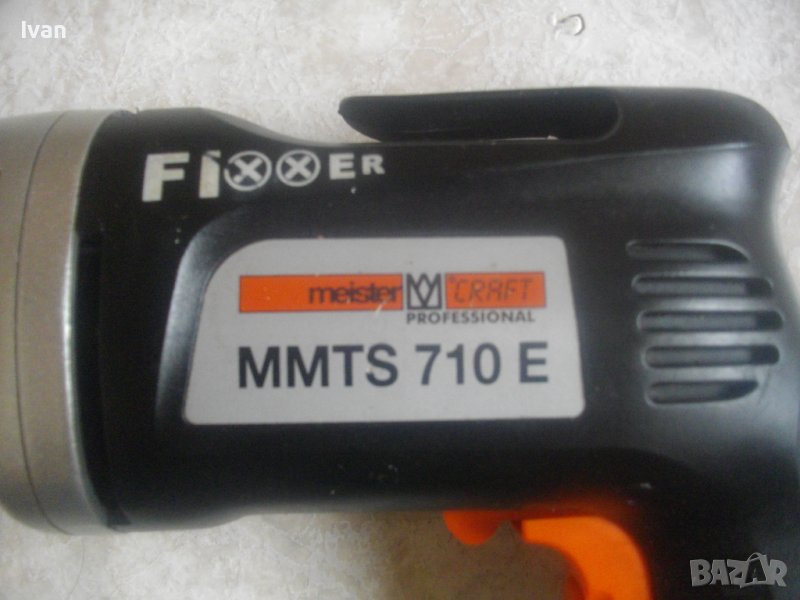 Ivan
FixxER
meister CRAFT
PROFESSIONAL
MMTS 710 E
BAZAR